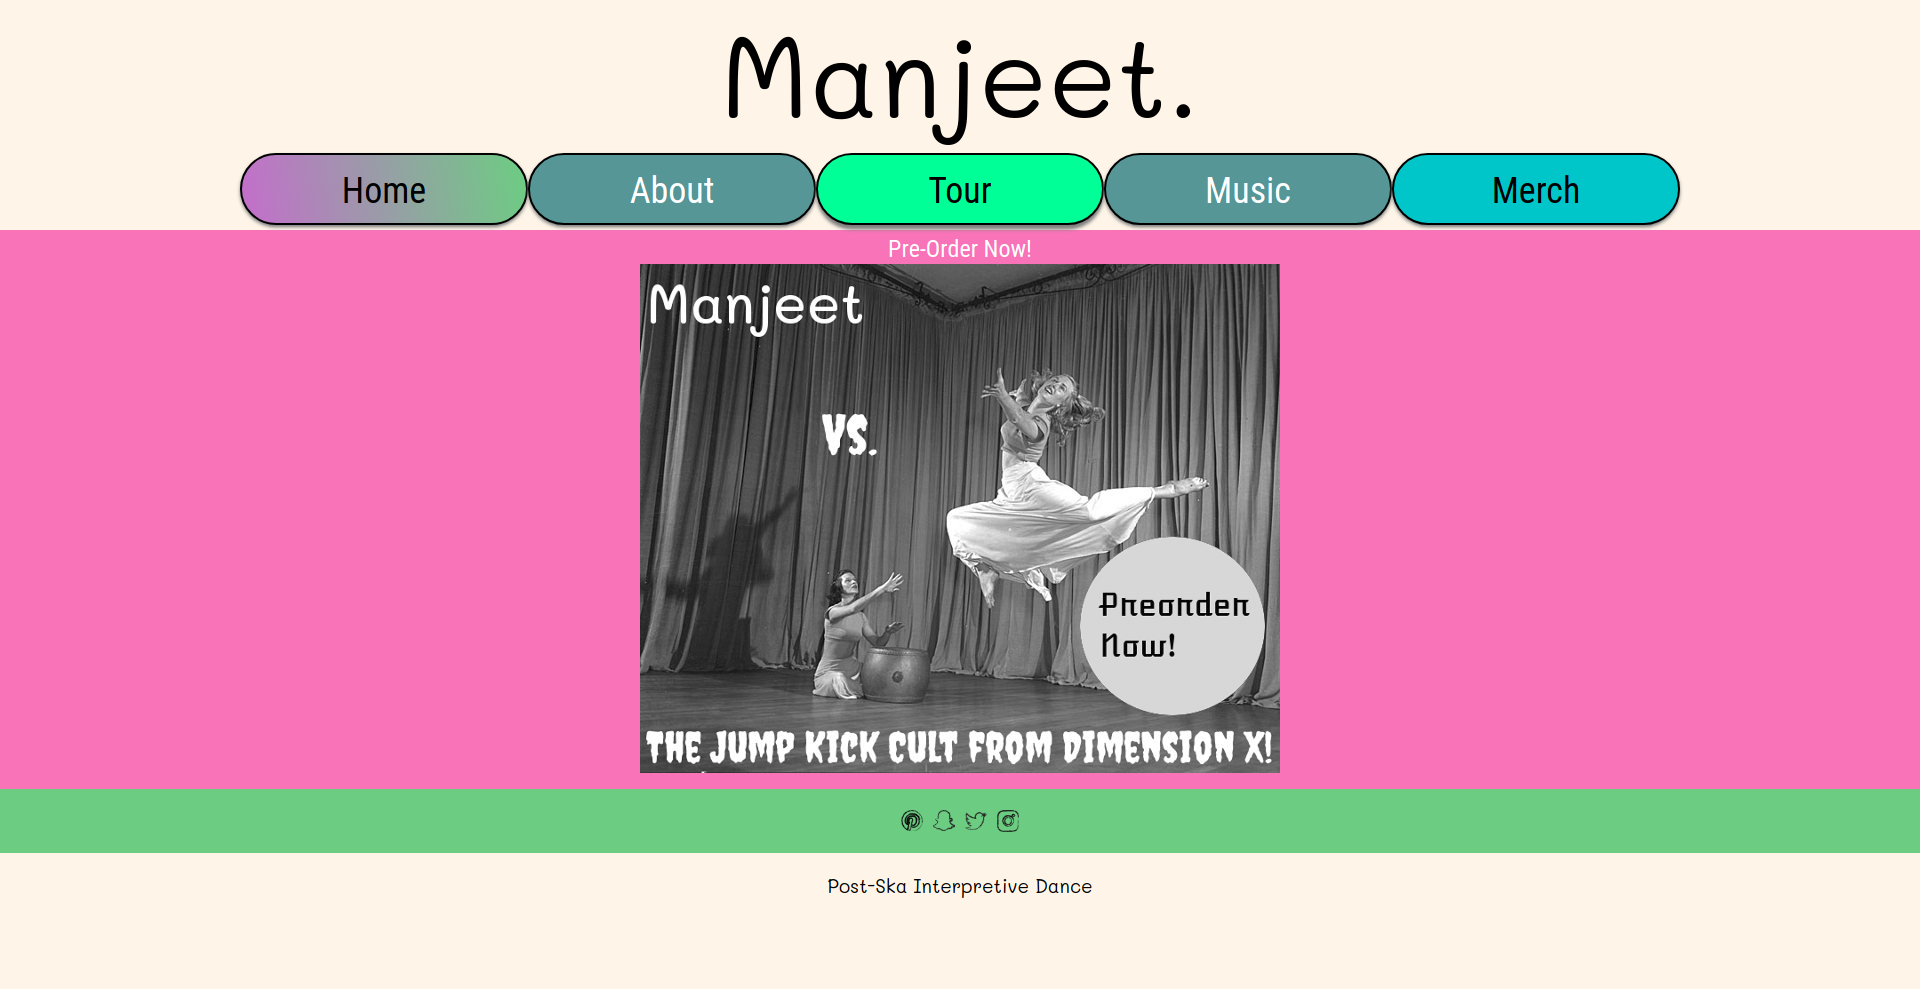 Manjeet.
Home About Tour Music Merch
Pre-Order Now!
Manjeet
VS.
Preorder
Now!
THE JUMP KICK CULT FROM DIMENSION X!
Post-Ska Interpretive Dance